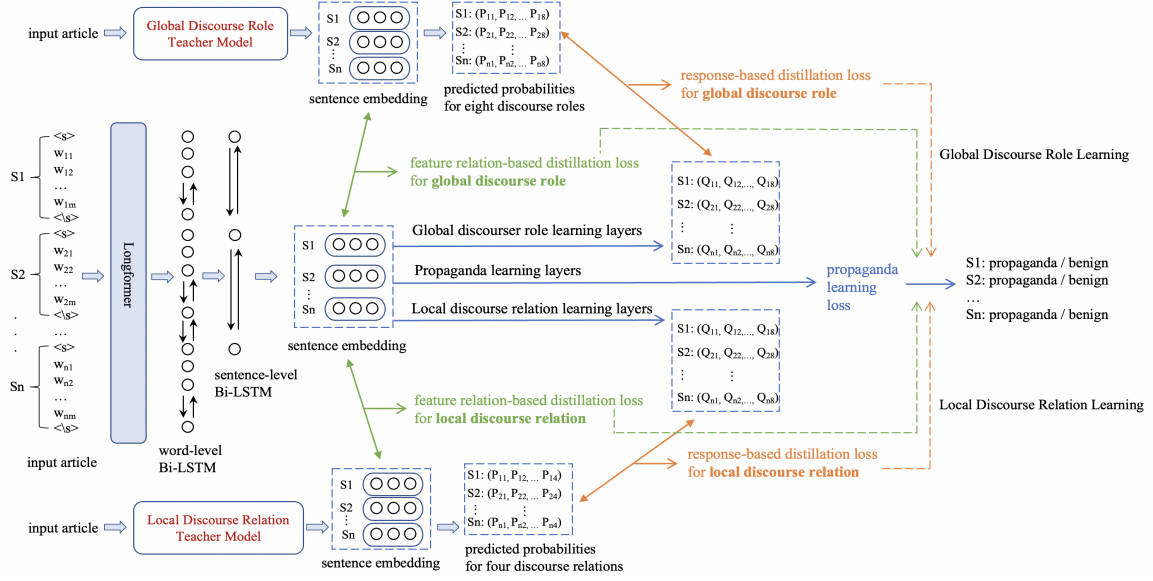 input article
Global Discourse Role
Teacher Model
S1
S2
⋮
Sn
sentence embedding
S1: (P11, P12, ... P18)
S2: (P21, P22, ... P28)
⋮ ⋮
Sn: (Pn1, Pn2, ... Pn8)
predicted probabilities
for eight discourse roles
response-based distillation loss
for global discourse role
feature relation-based distillation loss
for global discourse role
Global Discourse Role Learning
S1
<s>
w11
w12
...
w1m
<\s>
S2
<s>
w21
w22
...
w2m
<\s>
.
.
.
...
Sn
<s>
wn1
wn2
...
wnm
<\s>
input article
Longformer
word-level
Bi-LSTM
sentence-level
Bi-LSTM
S1
S2
⋮
Sn
sentence embedding
Global discourser role learning layers
Propaganda learning layers
Local discourse relation learning layers
S1: (Q11, Q12,..., Q18)
S2: (Q21, Q22,..., Q28)
⋮ ⋮
Sn: (Qn1, Qn2,..., Qn8)
propaganda
learning
loss
S1: propaganda / benign
S2: propaganda / benign
...
Sn: propaganda / benign
S1: (Q11, Q12,..., Q18)
S2: (Q21, Q22,..., Q28)
⋮ ⋮
Sn: (Qn1, Qn2,..., Qn8)
feature relation-based distillation loss
for local discourse relation
Local Discourse Relation Learning
response-based distillation loss
for local discourse relation
input article
Local Discourse Relation
Teacher Model
S1
S2
⋮
Sn
sentence embedding
S1: (P11, P12, ... P14)
S2: (P21, P22, ... P24)
⋮ ⋮
Sn: (Pn1, Pn2, ... Pn4)
predicted probabilities
for four discourse relations